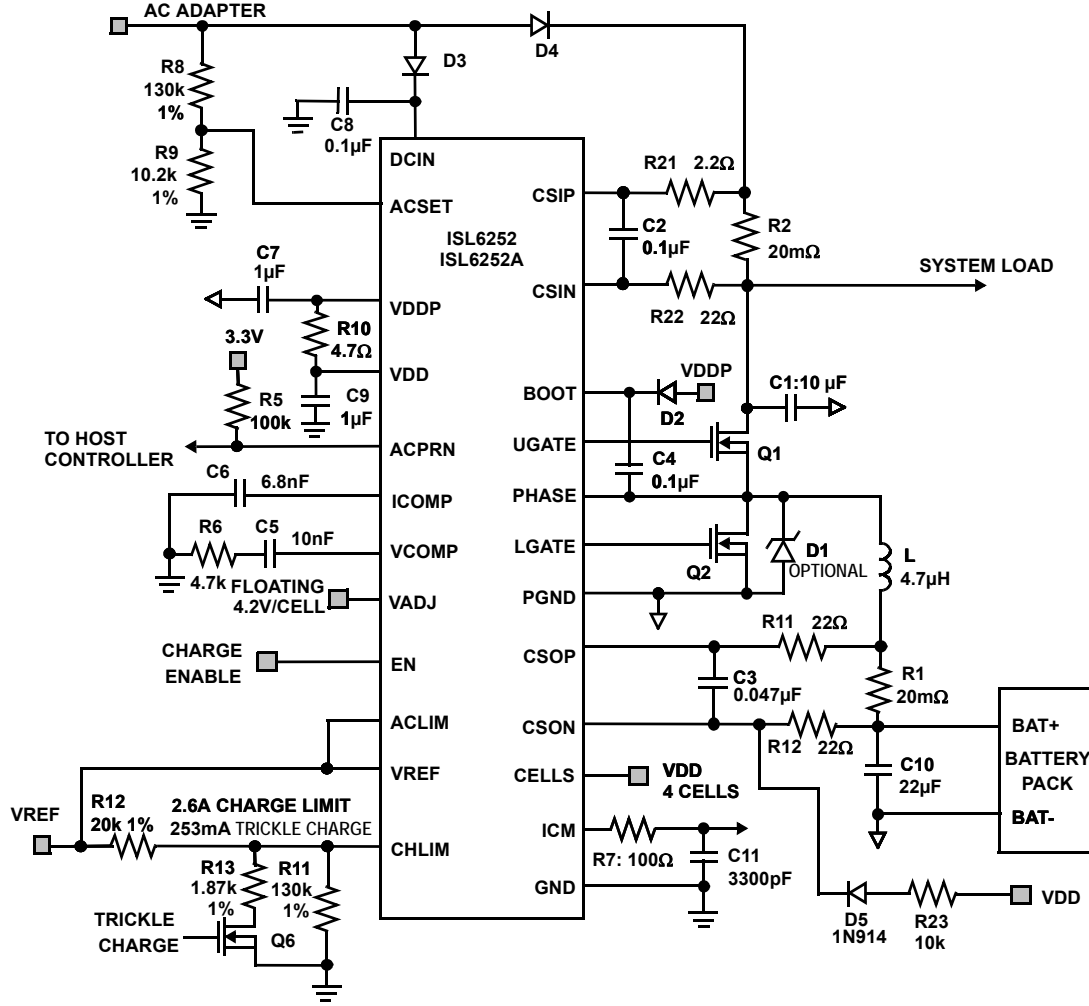 AC ADAPTER
D4
D3
R8
130k
1%
C8
0.1µF
R9
10.2k
1%
DCIN
ACSET
ISL6252
ISL6252A
CSIP
R21 2.2Ω
C2
0.1µF
R2
20mΩ
CSIN
R22 22Ω
SYSTEM LOAD
C7
1µF
VDDP
R10
4.7Ω
3.3V
VDD
R5
100k
C9
1µF
TO HOST
CONTROLLER
ACPRN
BOOT
VDDP
D2
C1:10 µF
UGATE
Q1
C4
0.1µF
PHASE
C6
6.8nF
ICOMP
R6
C5
10nF
4.7k
VCOMP
LGATE
Q2
D1
OPTIONAL
L
4.7µH
FLOATING
4.2V/CELL
VADJ
PGND
CHARGE
ENABLE
EN
R11 22Ω
CSOP
C3
0.047µF
R1
20mΩ
CSON
R12 22Ω
BAT+
BATTERY
PACK
BAT-
C10
22µF
ACLIM
VREF
CELLS
VDD
4 CELLS
VREF
R12
20k 1%
2.6A CHARGE LIMIT
253mA TRICKLE CHARGE
CHLIM
ICM
R7: 100Ω
C11
3300pF
GND
R13
1.87k
1%
R11
130k
1%
TRICKLE
CHARGE
Q6
D5
1N914
R23
10k
VDD